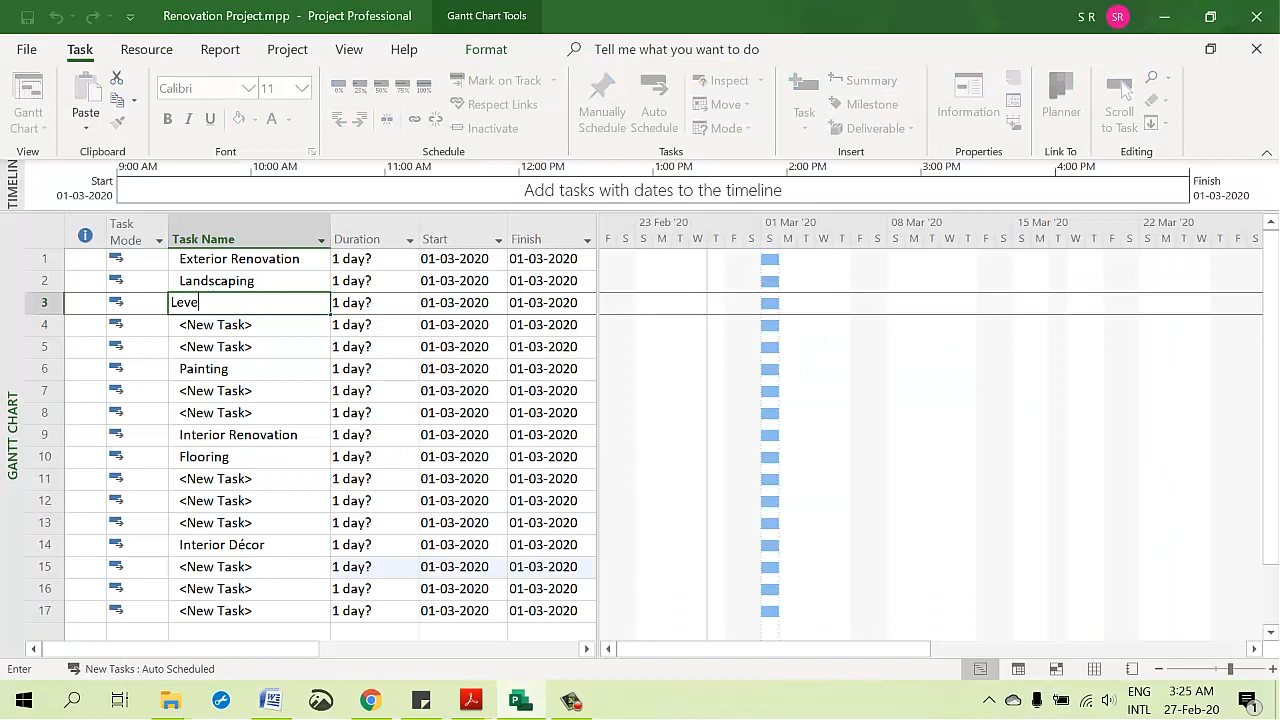 Renovation Project.mpp - Project Professional
Gantt Chart Tools
S R
SR
File
Task
Resource
Report
Project
View
Help
Format
Tell me what you want to do
Gantt
Chart
View
Paste
Clipboard
Calibri
B I U
A
Font
0% 25% 50% 75% 100%
Mark on Track
Respect Links
Inactivate
Schedule
Manually
Schedule
Auto
Schedule
Inspect
Move
Mode
Tasks
Task
Summary
Milestone
Deliverable
Insert
Information
Properties
Planner
Link To
Scroll
to Task
Editing
TIMELIN
9:00 AM 10:00 AM 11:00 AM 12:00 PM 1:00 PM 2:00 PM 3:00 PM 4:00 PM
Start
01-03-2020
Add tasks with dates to the timeline
Finish
01-03-2020
GANTT CHART
Task Mode Task Name Duration Start Finish
23 Feb '20 01 Mar '20 08 Mar '20 15 Mar '20 22 Mar '20
F S S M T W T F S S M T W T F S S M T W T F S S M T W T F S S M T W T F S
1 Exterior Renovation 1 day? 01-03-2020 01-03-2020
2 Landscaping 1 day? 01-03-2020 01-03-2020
3 Leve 1 day? 01-03-2020 01-03-2020
4 <New Task> 1 day? 01-03-2020 01-03-2020
5 <New Task> 1 day? 01-03-2020 01-03-2020
6 Painting 1 day? 01-03-2020 01-03-2020
7 <New Task> 1 day? 01-03-2020 01-03-2020
8 <New Task> 1 day? 01-03-2020 01-03-2020
9 Interior Renovation 1 day? 01-03-2020 01-03-2020
10 Flooring 1 day? 01-03-2020 01-03-2020
11 <New Task> 1 day? 01-03-2020 01-03-2020
12 <New Task> 1 day? 01-03-2020 01-03-2020
13 <New Task> 1 day? 01-03-2020 01-03-2020
14 Interior Décor 1 day? 01-03-2020 01-03-2020
15 <New Task> 1 day? 01-03-2020 01-03-2020
16 <New Task> 1 day? 01-03-2020 01-03-2020
17 <New Task> 1 day? 01-03-2020 01-03-2020
Enter
New Tasks : Auto Scheduled
ENG
INTL
3:25 AM
27-Feb-20